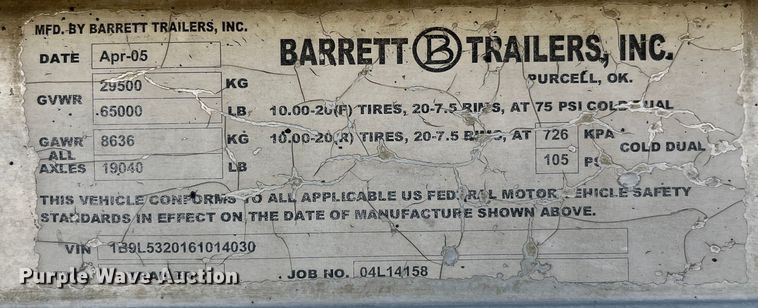 MFD. BY BARRETT TRAILERS, INC.
BARRETT B TRAILERS, INC.
PURCELL, OK.
DATE Apr-05
GVWR
29500 KG
65000 LB
10.00-20(F) TIRES, 20-7.5 RIMS, AT 75 PSI COLD DUAL
GAWR ALL AXLES
8636 KG
19040 LB
10.00-20(R) TIRES, 20-7.5 RIMS, AT 726 KPA
105 PSI
COLD DUAL
THIS VEHICLE CONFORMS TO ALL APPLICABLE US FEDERAL MOTOR VEHICLE SAFETY
STANDARDS IN EFFECT ON THE DATE OF MANUFACTURE SHOWN ABOVE.
VIN 1B9L5320161014030
JOB NO. 04L14158
Purple Wave Auction